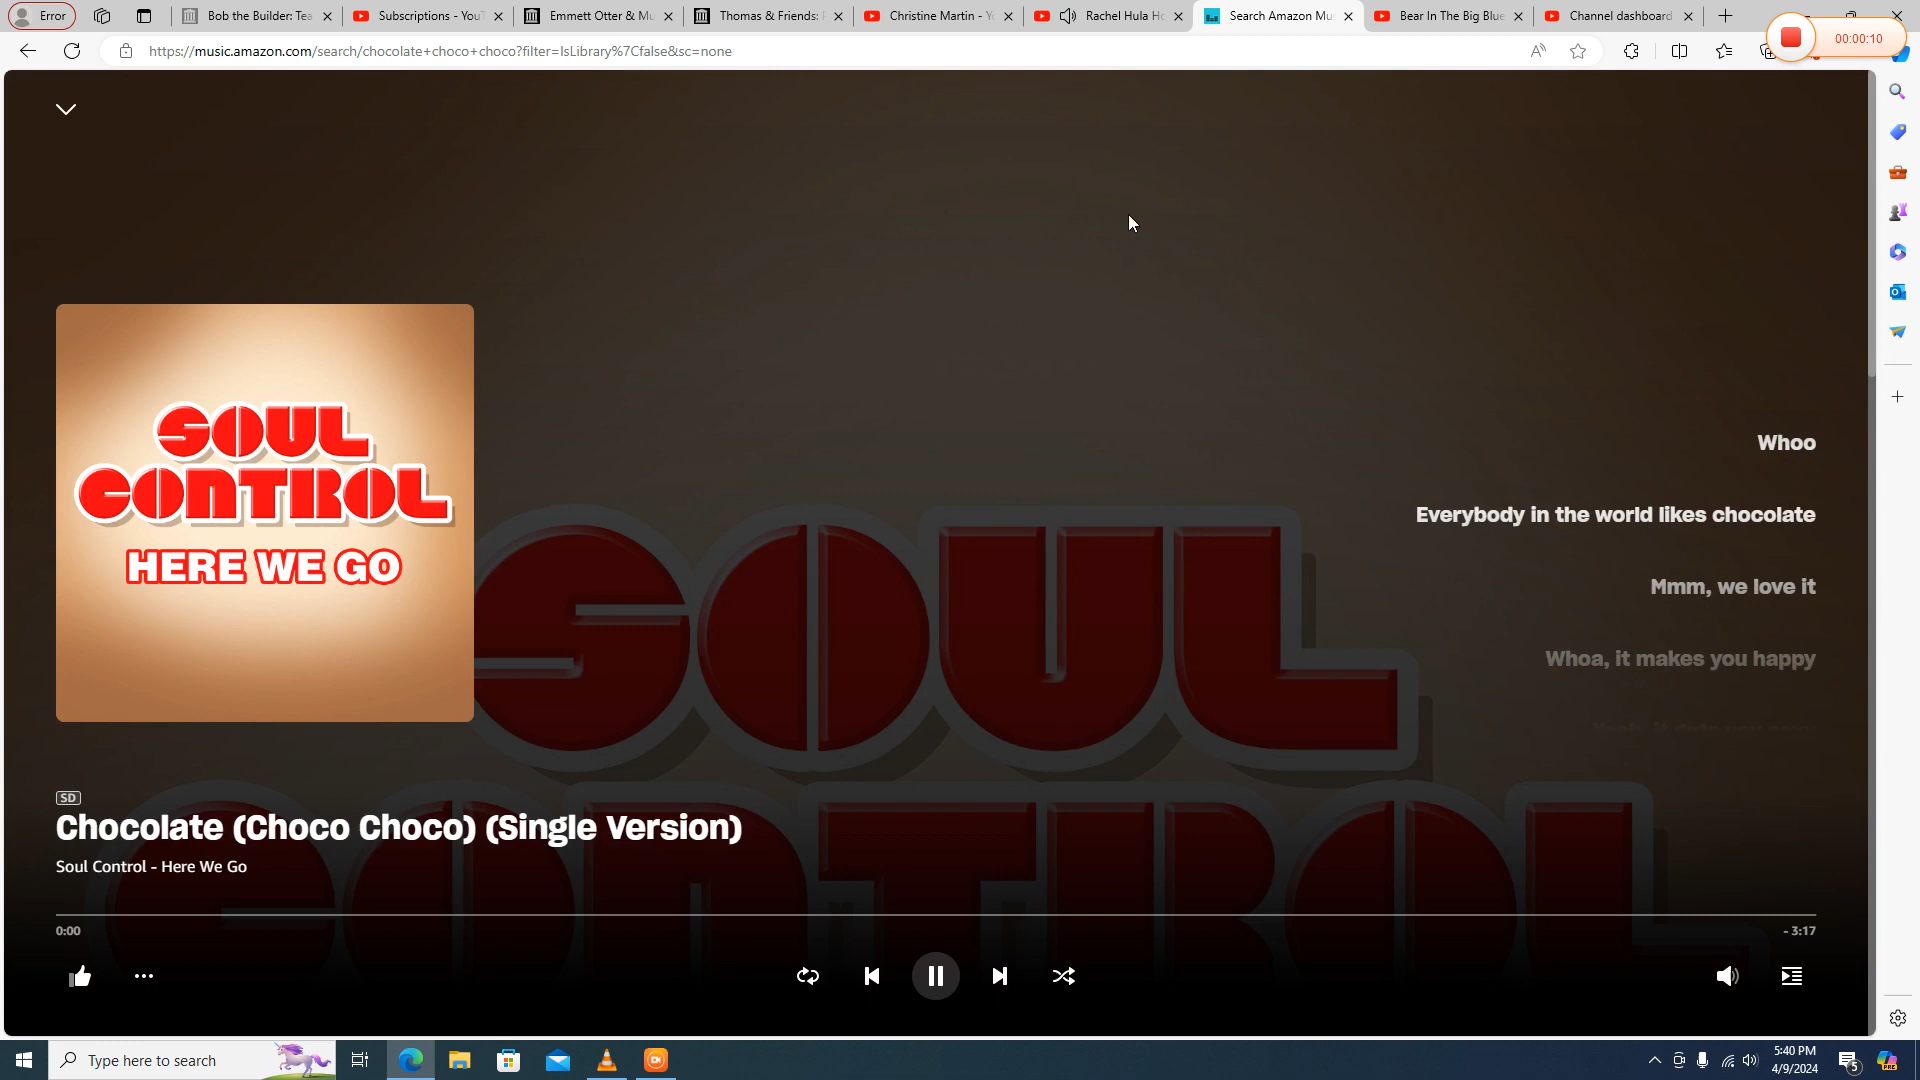 Error
Bob the Builder: Tea
Subscriptions - YouT
Emmett Otter & Mu
Thomas & Friends:
Christine Martin - Y
Rachel Hula Ho
Search Amazon Mu
Bear In The Big Blue
Channel dashboard
https://music.amazon.com/search/chocolate+choco+choco?filter=IsLibrary%7Cfalse&sc=none
00:00:10
SOUL
CONTROL
HERE WE GO
SOUL
CONTROL
Whoo
Everybody in the world likes chocolate
Mmm, we love it
Whoa, it makes you happy
SD
Chocolate (Choco Choco) (Single Version)
Soul Control - Here We Go
0:00
- 3:17
Type here to search
5:40 PM
4/9/2024
5
PRE